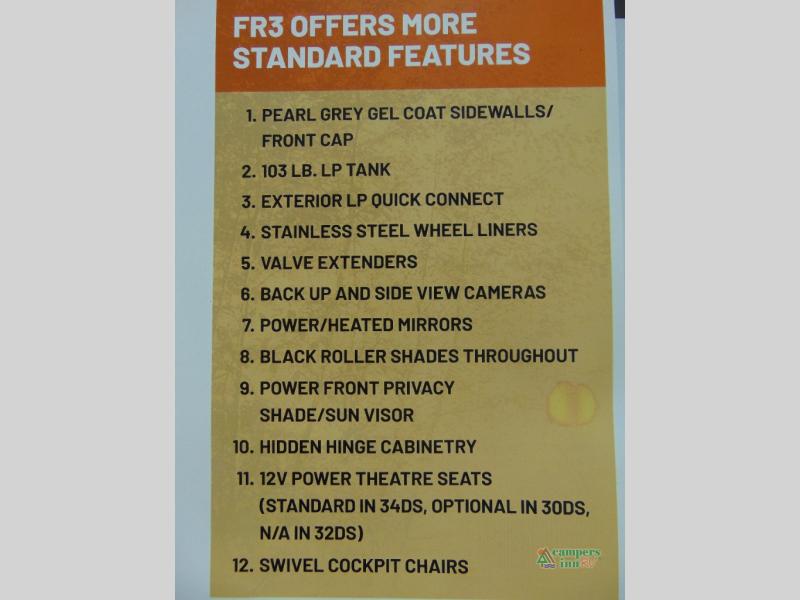 FR3 OFFERS MORE
STANDARD FEATURES
1. PEARL GREY GEL COAT SIDEWALLS/
FRONT CAP
2. 103 LB. LP TANK
3. EXTERIOR LP QUICK CONNECT
4. STAINLESS STEEL WHEEL LINERS
5. VALVE EXTENDERS
6. BACK UP AND SIDE VIEW CAMERAS
7. POWER/HEATED MIRRORS
8. BLACK ROLLER SHADES THROUGHOUT
9. POWER FRONT PRIVACY
SHADE/SUN VISOR
10. HIDDEN HINGE CABINETRY
11. 12V POWER THEATRE SEATS
(STANDARD IN 34DS, OPTIONAL IN 30DS,
N/A IN 32DS)
12. SWIVEL COCKPIT CHAIRS
campers
inn RV